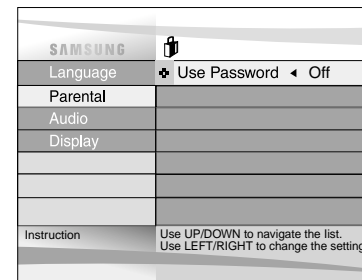 SAMSUNG
Language
Use Password ◄ Off
Parental
Audio
Display
Instruction
Use UP/DOWN to navigate the list.
Use LEFT/RIGHT to change the setting